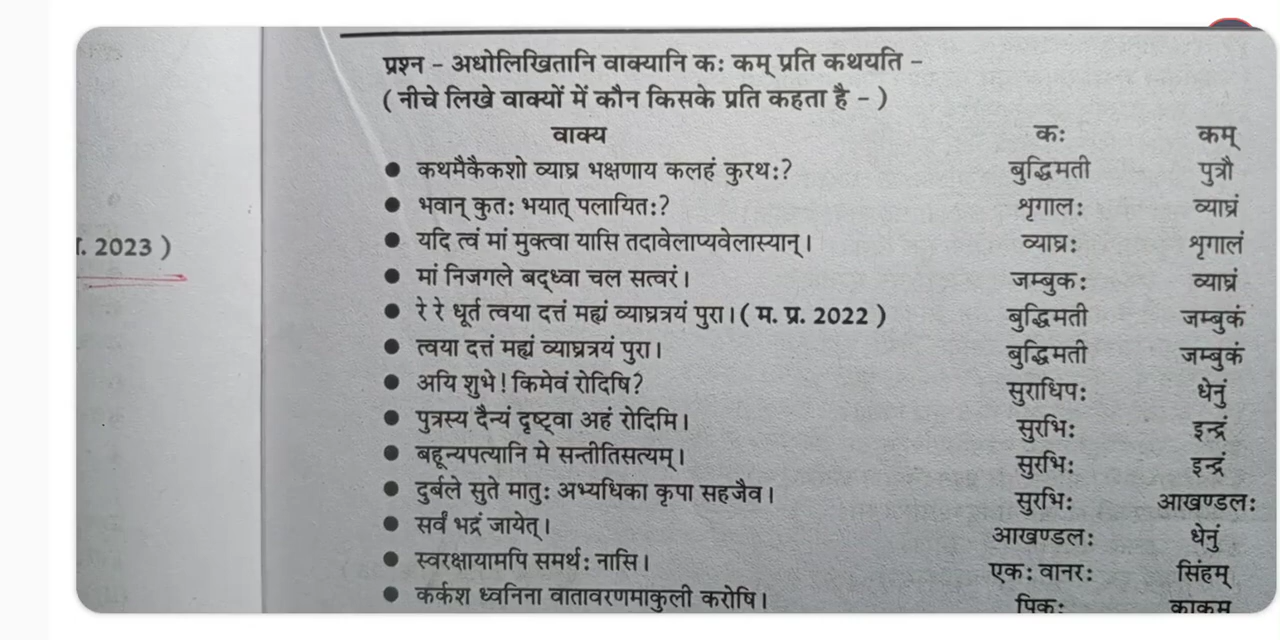 प्रश्न - अधोलिखितानि वाक्यानि कः कम् प्रति कथयति -
( नीचे लिखे वाक्यों में कौन किसके प्रति कहता है - )
वाक्य कः कम्
● कथमैकैकशो व्याघ्र भक्षणाय कलहं कुरथः? बुद्धिमती पुत्रौ
● भवान् कुतः भयात् पलायितः? शृगालः व्याघ्रं
● यदि त्वं मां मुक्त्वा यासि तदावेलाप्यवेलास्यान्। व्याघ्रः शृगालं
. 2023 )
● मां निजगले बद्ध्वा चल सत्वरं। जम्बुकः व्याघ्रं
● रे रे धूर्त त्वया दत्तं मह्यं व्याघ्रत्रयं पुरा। ( म. प्र. 2022 ) बुद्धिमती जम्बुकं
● त्वया दत्तं मह्यं व्याघ्रत्रयं पुरा। बुद्धिमती जम्बुकं
● अयि शुभे! किमेवं रोदिषि? सुराधिपः धेनुं
● पुत्रस्य दैन्यं दृष्ट्वा अहं रोदिमि। सुरभिः इन्द्रं
● बहून्यपत्यानि मे सन्तीतिसत्यम्। सुरभिः इन्द्रं
● दुर्बले सुते मातुः अभ्यधिका कृपा सहजैव। सुरभिः आखण्डलः
● सर्वं भद्रं जायेत्। आखण्डलः धेनुं
● स्वरक्षायामपि समर्थः नासि। एकः वानरः सिंहम्
● कर्कश ध्वनिना वातावरणमाकुली करोषि। पिकः काकम्